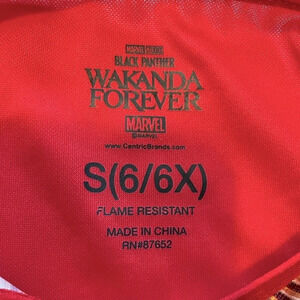 MARVEL STUDIOS
BLACK PANTHER
WAKANDA
FOREVER
MARVEL
©MARVEL
www.CentricBrands.com
S(6/6X)
FLAME RESISTANT
MADE IN CHINA
RN#87652